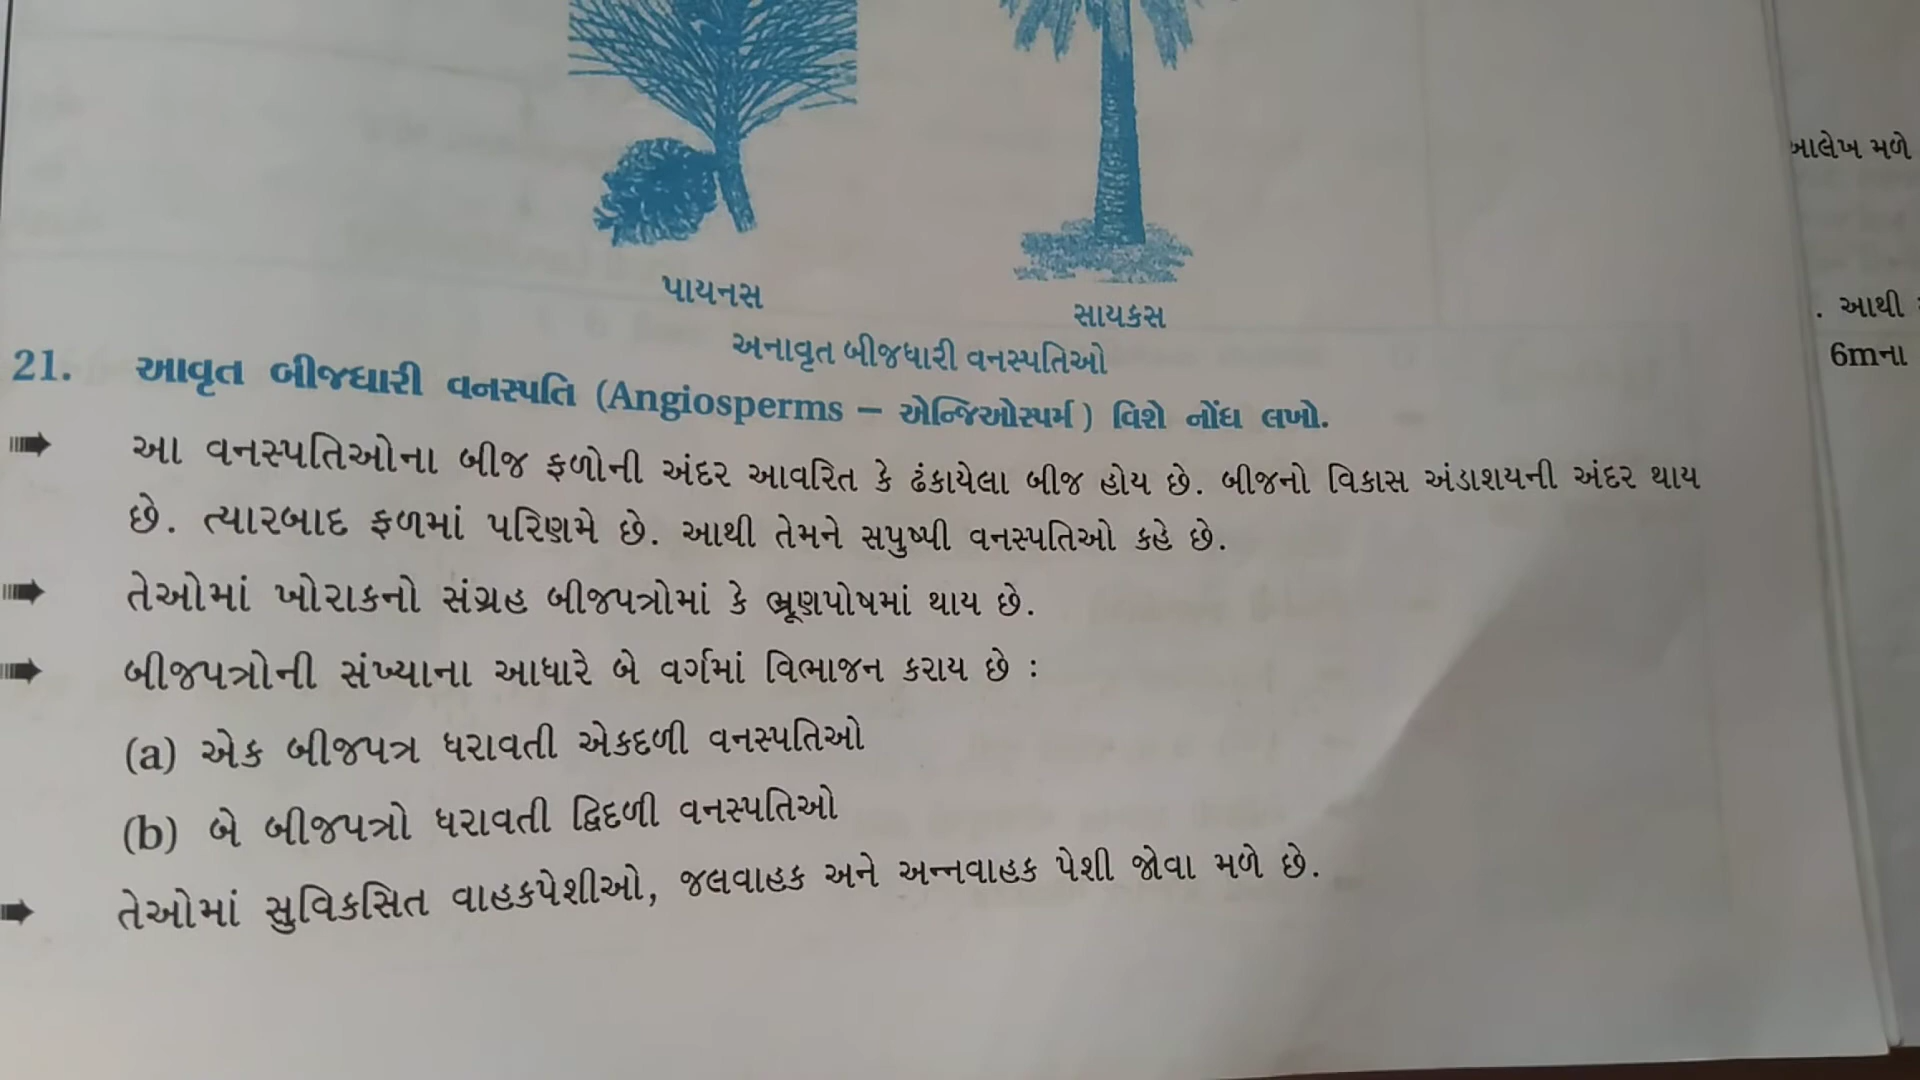 પાયનસ
સાયકસ
અનાવૃત બીજધારી વનસ્પતિઓ
21. આવૃત બીજધારી વનસ્પતિ (Angiosperms – એન્જિઓસ્પર્મ) વિશે નોંધ લખો.
આ વનસ્પતિઓના બીજ ફળોની અંદર આવરિત કે ઢંકાયેલા બીજ હોય છે. બીજનો વિકાસ અંડાશયની અંદર થાય
છે. ત્યારબાદ ફળમાં પરિણમે છે. આથી તેમને સપુષ્પી વનસ્પતિઓ કહે છે.
તેઓમાં ખોરાકનો સંગ્રહ બીજપત્રોમાં કે ભ્રૂણપોષમાં થાય છે.
બીજપત્રોની સંખ્યાના આધારે બે વર્ગમાં વિભાજન કરાય છે :
(a) એક બીજપત્ર ધરાવતી એકદળી વનસ્પતિઓ
(b) બે બીજપત્રો ધરાવતી દ્વિદળી વનસ્પતિઓ
તેઓમાં સુવિકસિત વાહકપેશીઓ, જલવાહક અને અન્નવાહક પેશી જોવા મળે છે.
આલેખ મળે
. આથી
6mના